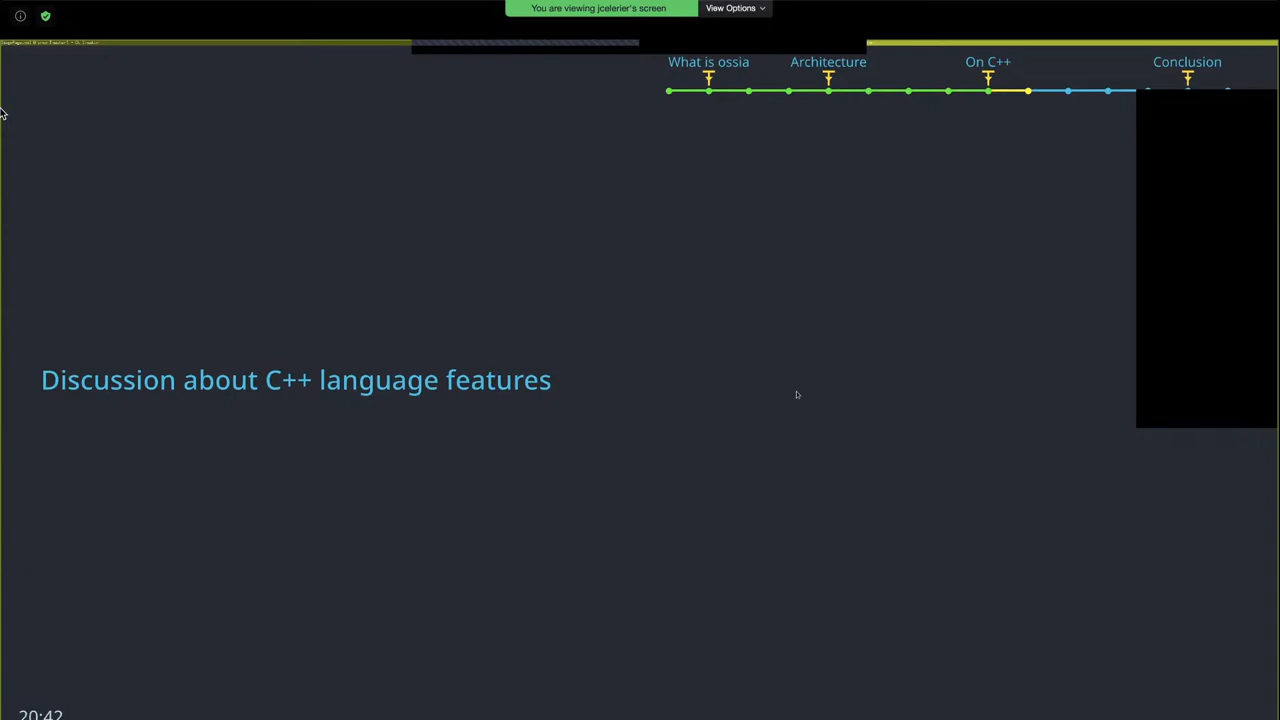 You are viewing jcelerier's screen
View Options
What is ossia
Architecture
On C++
Conclusion
Discussion about C++ language features
20:42